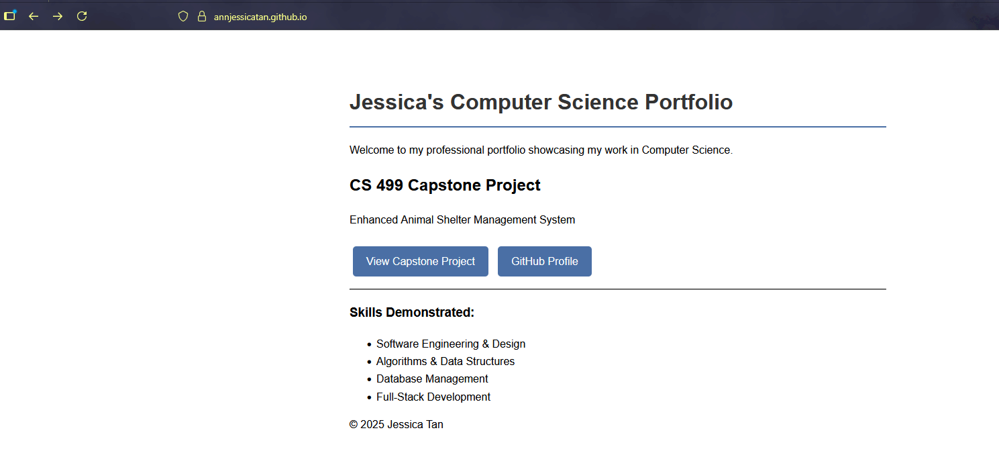 annjessicatan.github.io
Jessica's Computer Science Portfolio
Welcome to my professional portfolio showcasing my work in Computer Science.
CS 499 Capstone Project
Enhanced Animal Shelter Management System
View Capstone Project
GitHub Profile
Skills Demonstrated:
• Software Engineering & Design
• Algorithms & Data Structures
• Database Management
• Full-Stack Development
© 2025 Jessica Tan